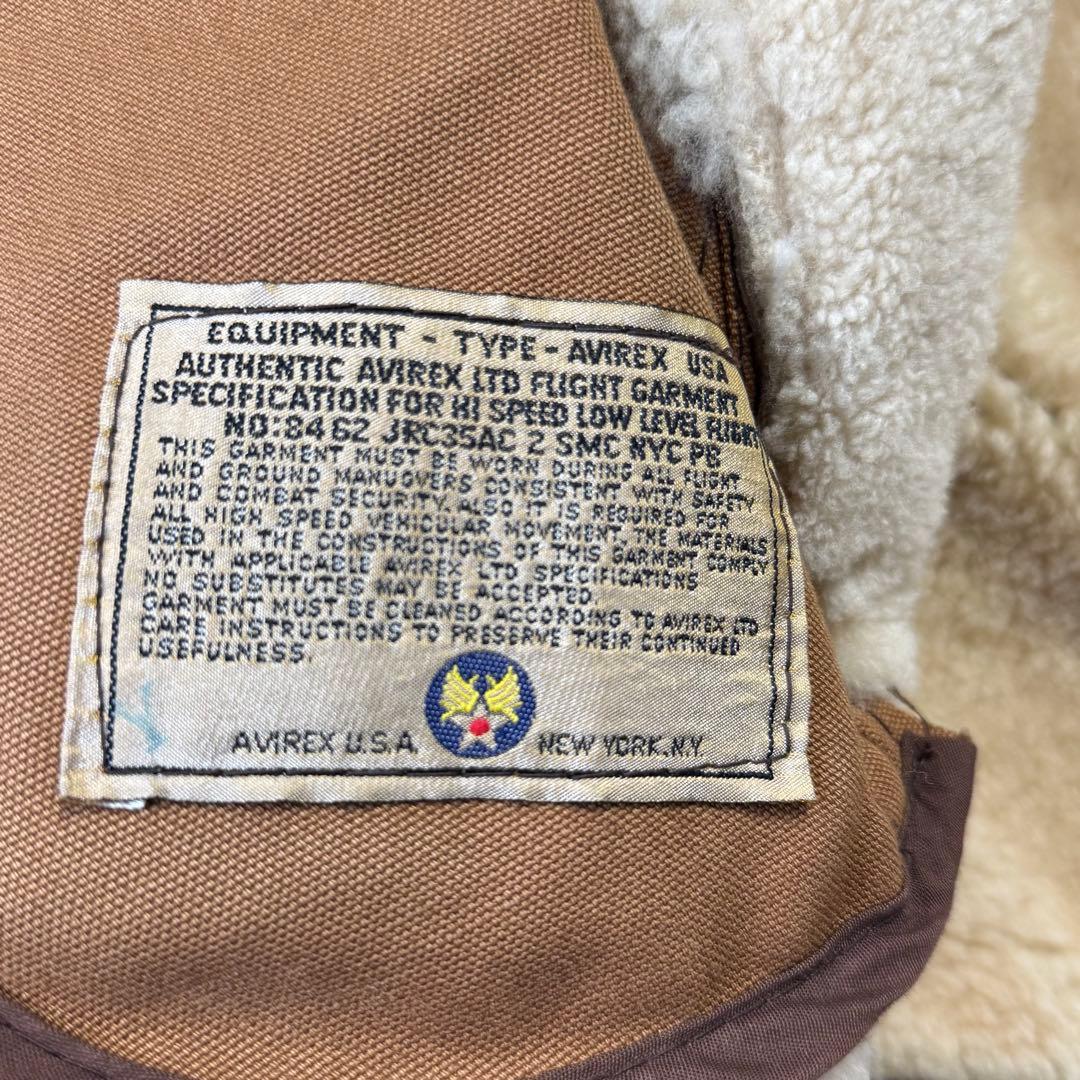 EQUIPMENT - TYPE - AVIREX USA
AUTHENTIC AVIREX LTD FLIGHT GARMENT
SPECIFICATION FOR HI SPEED LOW LEVEL FLIGHT
NO: 8462 JRC35AC 2 SMC NYC PB
THIS GARMENT MUST BE WORN DURING ALL FLIGHT
AND GROUND MANUOVERS CONSISTENT WITH SAFETY
AND COMBAT SECURITY. ALSO IT IS REQUIRED FOR
ALL HIGH SPEED VEHICULAR MOVEMENT. THE MATERIALS
USED IN THE CONSTRUCTIONS OF THIS GARMENT COMPLY
WITH APPLICABLE AVIREX LTD SPECIFICATIONS
NO SUBSTITUTES MAY BE ACCEPTED.
GARMENT MUST BE CLEANED ACCORDING TO AVIREX LTD
CARE INSTRUCTIONS TO PRESERVE THEIR CONTINUED
USEFULNESS.
AVIREX U.S.A. NEW YORK.N.Y.